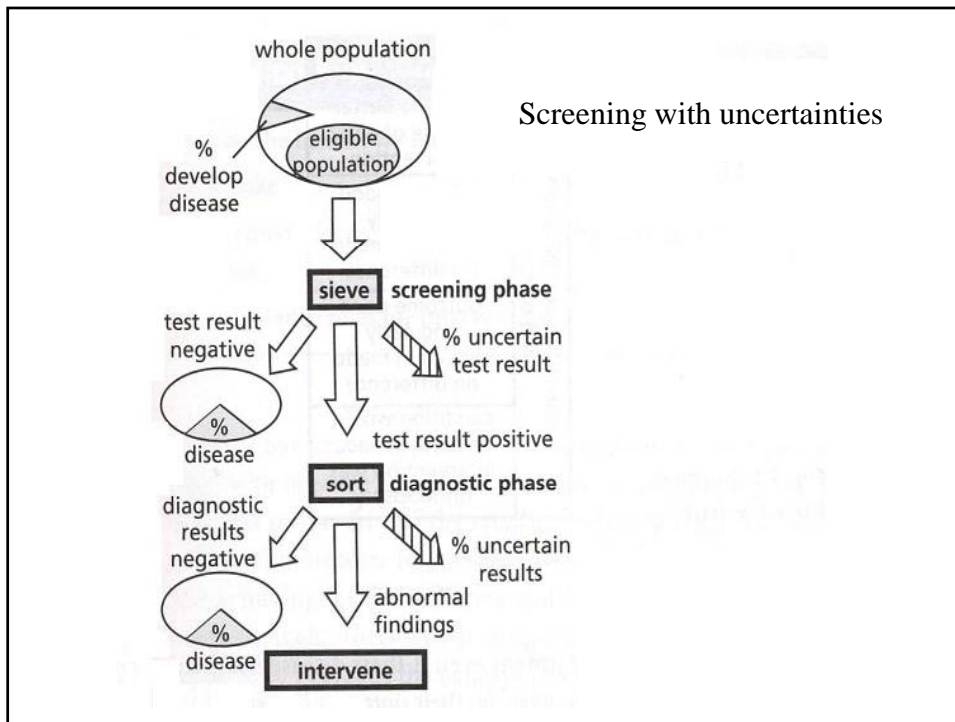 whole population
Screening with uncertainties
eligible
population
%
develop
disease
sieve screening phase
test result
negative
% uncertain
test result
%
disease
test result positive
sort diagnostic phase
diagnostic
results
negative
% uncertain
results
%
disease
abnormal
findings
intervene